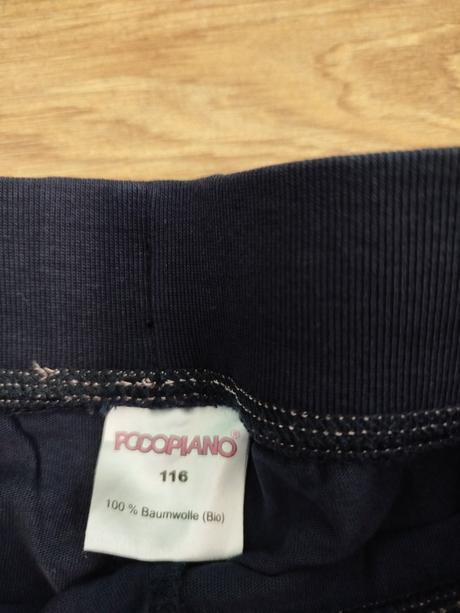 POCOPIANO®
116
100 % Baumwolle (Bio)